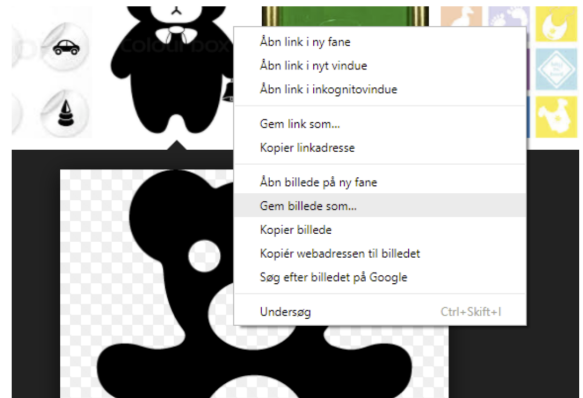 Colourbox
Åbn link i ny fane
Åbn link i nyt vindue
Åbn link i inkognitovindue
Gem link som...
Kopier linkadresse
Åbn billede på ny fane
Gem billede som...
Kopier billede
Kopiér webadressen til billedet
Søg efter billedet på Google
Undersøg Ctrl+Skift+I